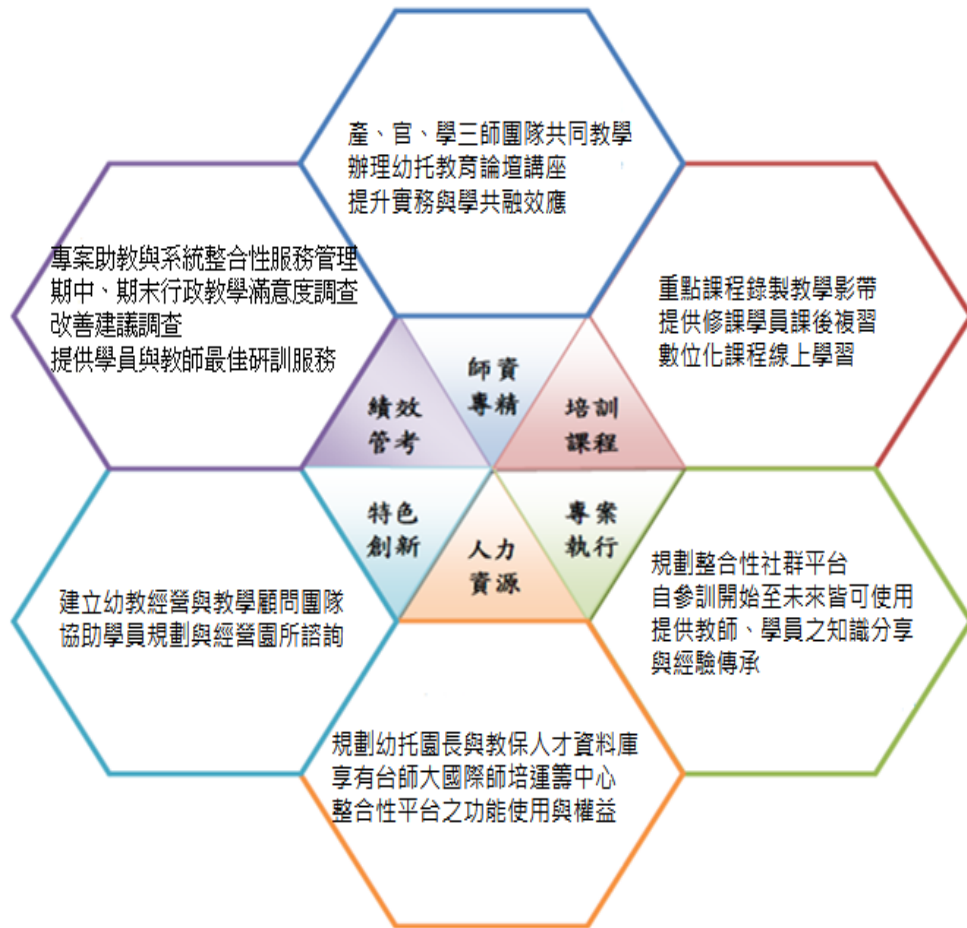 產、官、學三師團隊共同教學
辦理幼托教育論壇講座
提升實務與學共融效應
專案助教與系統整合性服務管理
期中、期末行政教學滿意度調查
改善建議調查
提供學員與教師最佳研訓服務
重點課程錄製教學影帶
提供修課學員課後複習
數位化課程線上學習
師資
專精
績效
管考
培訓
課程
特色
創新
專案
執行
人力
資源
建立幼教經營與教學顧問團隊
協助學員規劃與經營園所諮詢
規劃整合性社群平台
自參訓開始至未來皆可使用
提供教師、學員之知識分享
與經驗傳承
規劃幼托園長與教保人才資料庫
享有台師大國際師培運籌中心
整合性平台之功能使用與權益